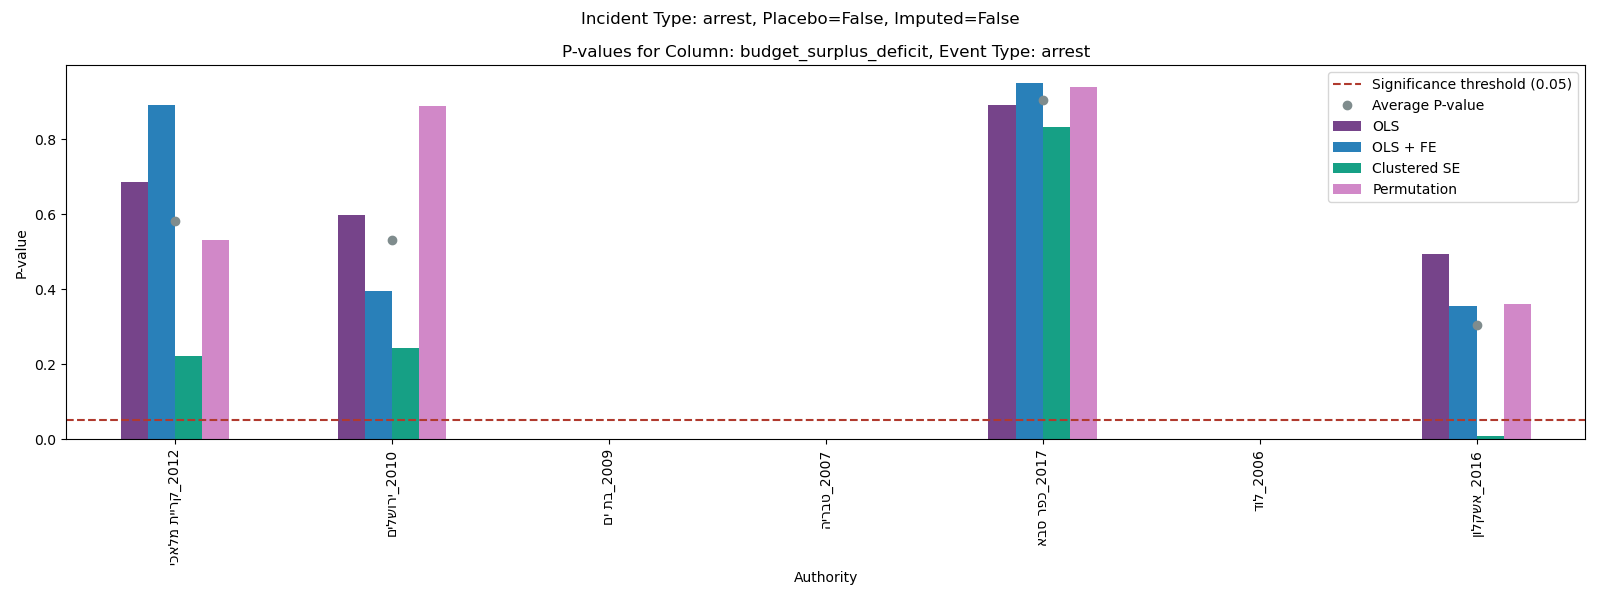 Incident Type: arrest, Placebo=False, Imputed=False
P-values for Column: budget_surplus_deficit, Event Type: arrest
Significance threshold (0.05)
Average P-value
OLS
OLS + FE
Clustered SE
Permutation
P-value
0.8
0.6
0.4
0.2
0.0
קריית מלאכי_2012
ירושלים_2010
בת ים_2009
טבריה_2007
כפר סבא_2017
לוד_2006
אשקלון_2016
Authority